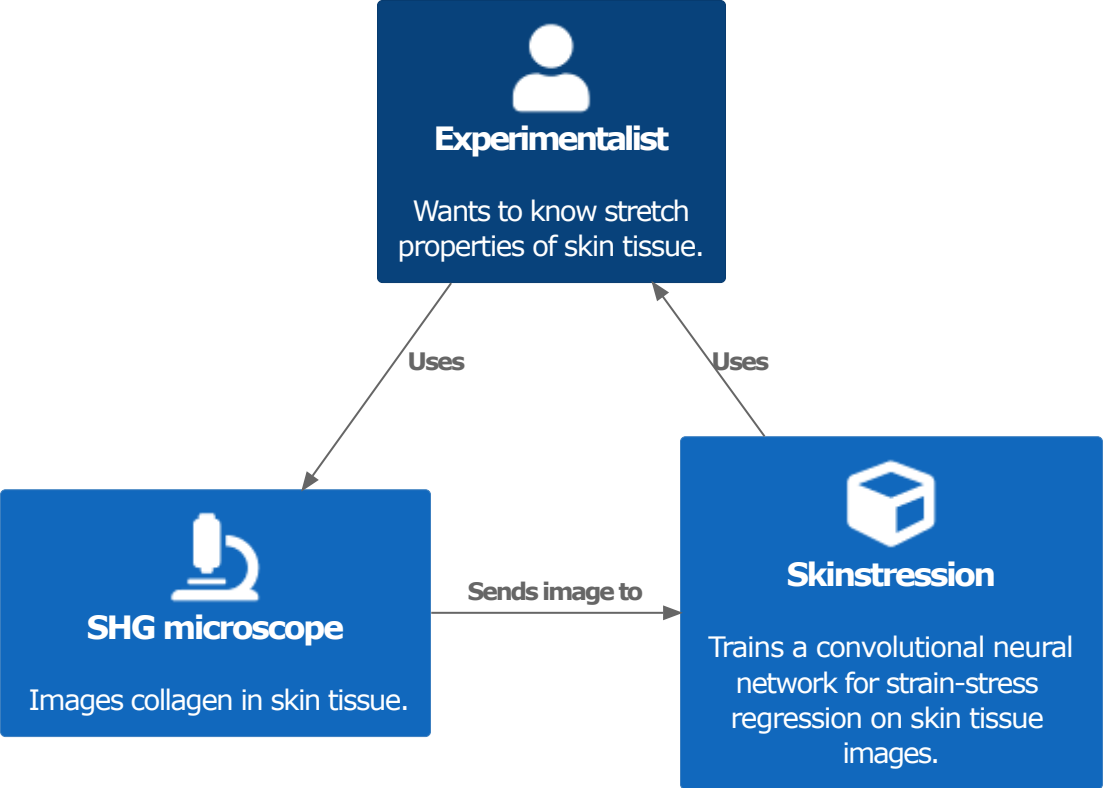 Experimentalist
Wants to know stretch
properties of skin tissue.
Uses
Uses
SHG microscope
Images collagen in skin tissue.
Sends image to
Skinstression
Trains a convolutional neural
network for strain-stress
regression on skin tissue
images.